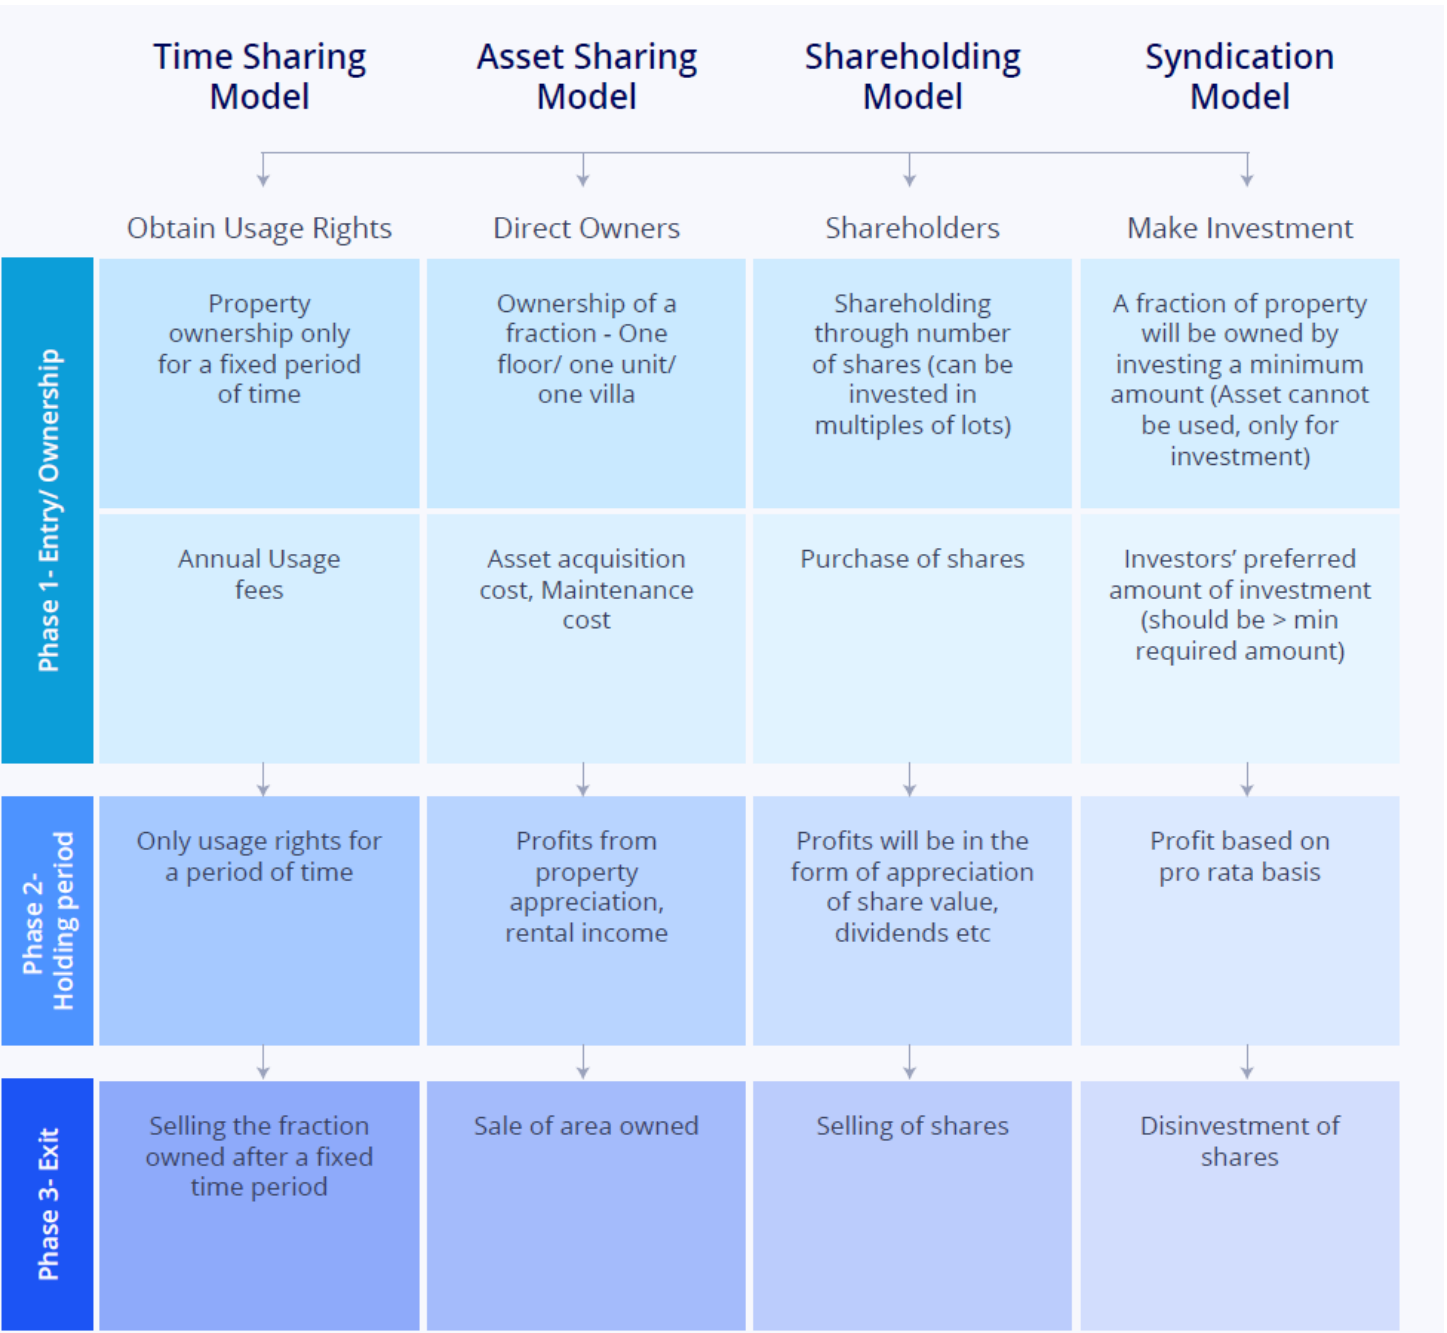 Time Sharing
Model
Asset Sharing
Model
Shareholding
Model
Syndication
Model
Obtain Usage Rights
Direct Owners
Shareholders
Make Investment
Phase 1- Entry/ Ownership
Property
ownership only
for a fixed period
of time
Ownership of a
fraction - One
floor/ one unit/
one villa
Shareholding
through number
of shares (can be
invested in
multiples of lots)
A fraction of property
will be owned by
investing a minimum
amount (Asset cannot
be used, only for
investment)
Annual Usage
fees
Asset acquisition
cost, Maintenance
cost
Purchase of shares
Investors’ preferred
amount of investment
(should be > min
required amount)
Phase 2-
Holding period
Only usage rights for
a period of time
Profits from
property
appreciation,
rental income
Profits will be in the
form of appreciation
of share value,
dividends etc
Profit based on
pro rata basis
Phase 3- Exit
Selling the fraction
owned after a fixed
time period
Sale of area owned
Selling of shares
Disinvestment of
shares